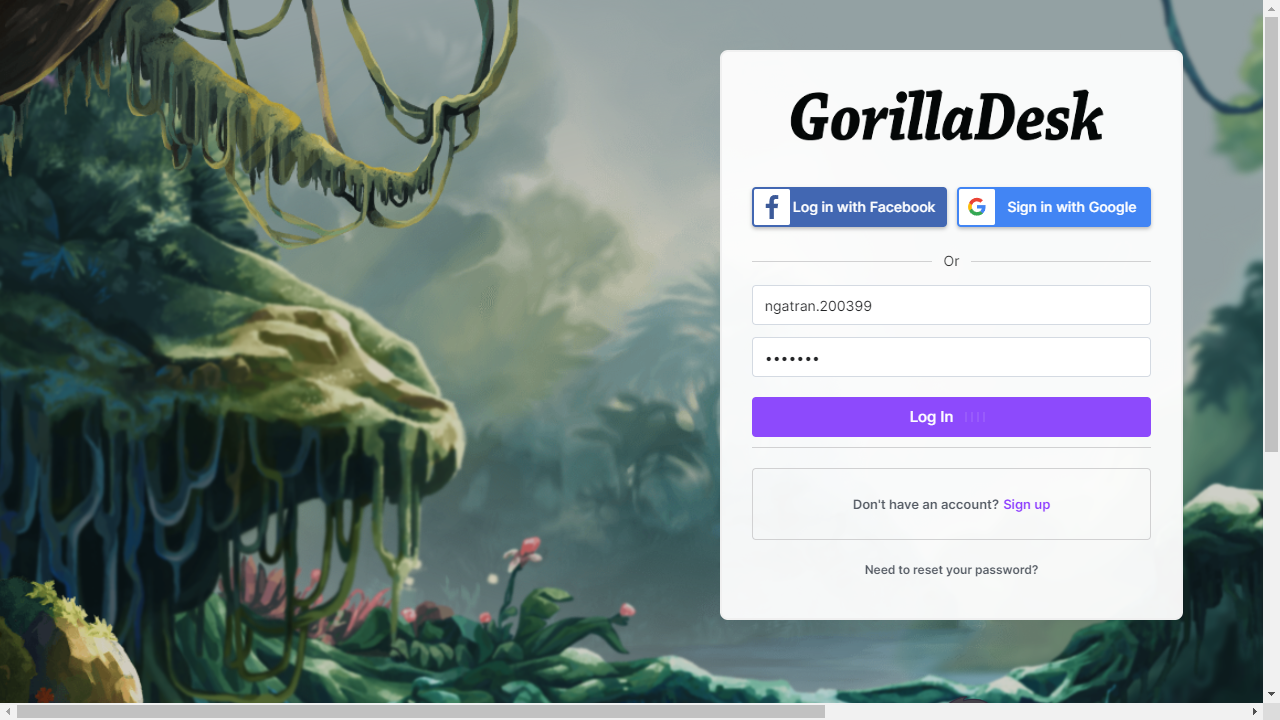 GorillaDesk
Log in with Facebook
Sign in with Google
Or
ngatran.200399
•••••••
Log In
Don't have an account? Sign up
Need to reset your password?